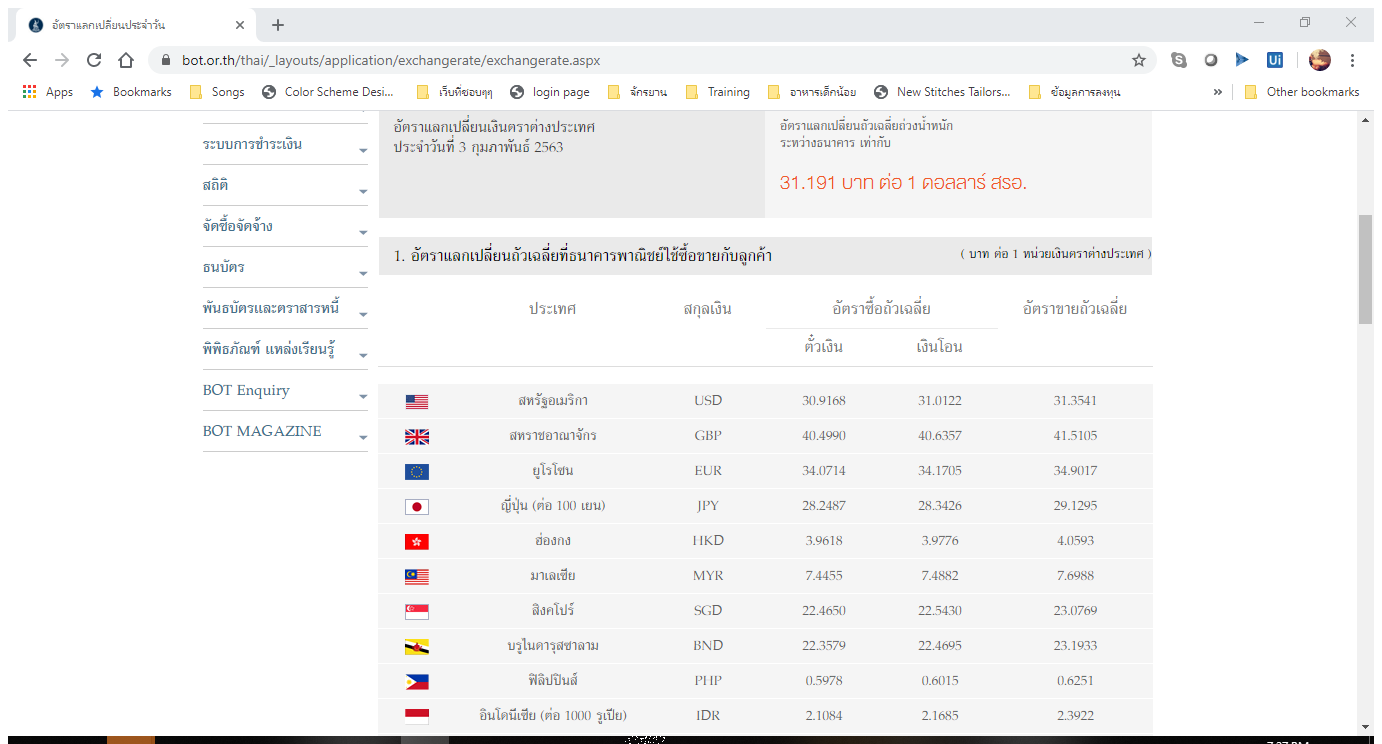 อัตราแลกเปลี่ยนประจำวัน
bot.or.th/thai/_layouts/application/exchangerate/exchangerate.aspx
Apps Bookmarks Songs Color Scheme Desi... เว็บที่ชอบๆๆ login page จักรยาน Training อาหารเด็กน้อย New Stitches Tailors... ข้อมูลการลงทุน » Other bookmarks
อัตราแลกเปลี่ยนเงินตราต่างประเทศ
ประจำวันที่ 3 กุมภาพันธ์ 2563
อัตราแลกเปลี่ยนถัวเฉลี่ยถ่วงน้ำหนัก
ระหว่างธนาคาร เท่ากับ
31.191 บาท ต่อ 1 ดอลลาร์ สรอ.
ระบบการชำระเงิน
สถิติ
จัดซื้อจัดจ้าง
ธนบัตร
พันธบัตรและตราสารหนี้
พิพิธภัณฑ์ แหล่งเรียนรู้
BOT Enquiry
BOT MAGAZINE
1. อัตราแลกเปลี่ยนถัวเฉลี่ยที่ธนาคารพาณิชย์ใช้ซื้อขายกับลูกค้า ( บาท ต่อ 1 หน่วยเงินตราต่างประเทศ )
ประเทศ สกุลเงิน อัตราซื้อถัวเฉลี่ย อัตราขายถัวเฉลี่ย
ตั๋วเงิน เงินโอน
สหรัฐอเมริกา USD 30.9168 31.0122 31.3541
สหราชอาณาจักร GBP 40.4990 40.6357 41.5105
ยูโรโซน EUR 34.0714 34.1705 34.9017
ญี่ปุ่น (ต่อ 100 เยน) JPY 28.2487 28.3426 29.1295
ฮ่องกง HKD 3.9618 3.9776 4.0593
มาเลเซีย MYR 7.4455 7.4882 7.6988
สิงคโปร์ SGD 22.4650 22.5430 23.0769
บรูไนดารุสซาลาม BND 22.3579 22.4695 23.1933
ฟิลิปปินส์ PHP 0.5978 0.6015 0.6251
อินโดนีเซีย (ต่อ 1000 รูเปีย) IDR 2.1084 2.1685 2.3922